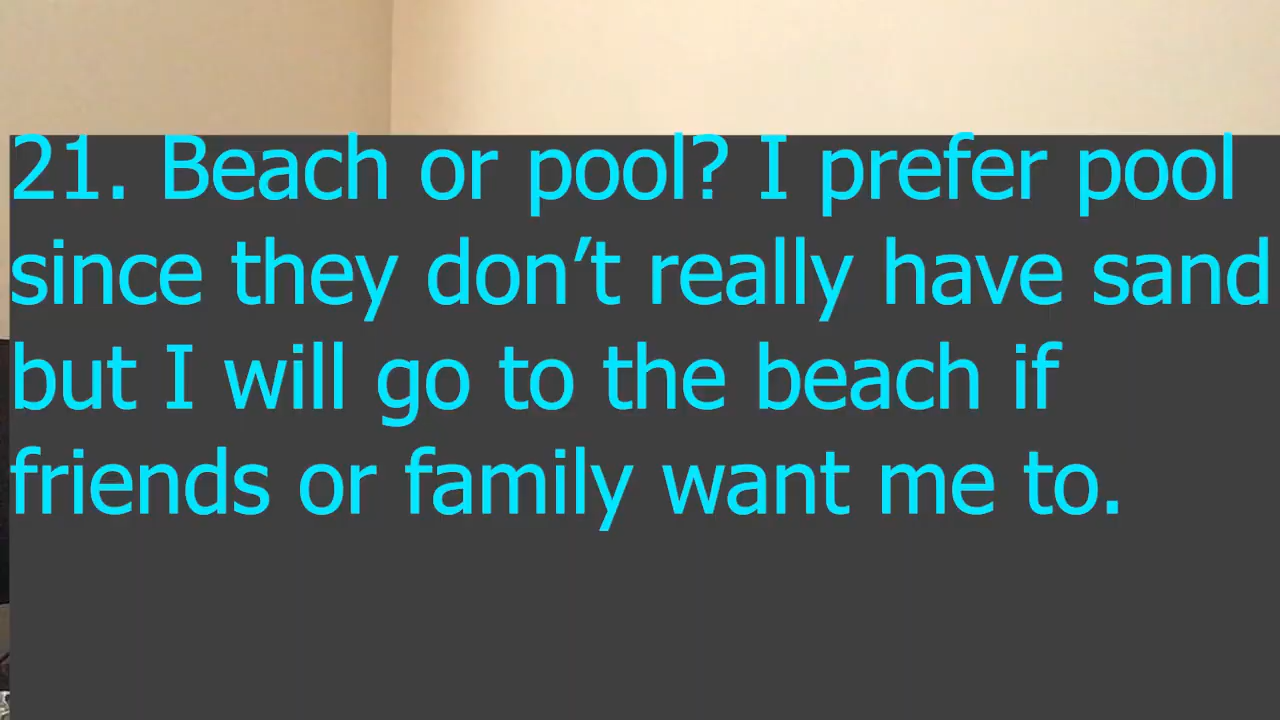 21. Beach or pool? I prefer pool
since they don’t really have sand
but I will go to the beach if
friends or family want me to.